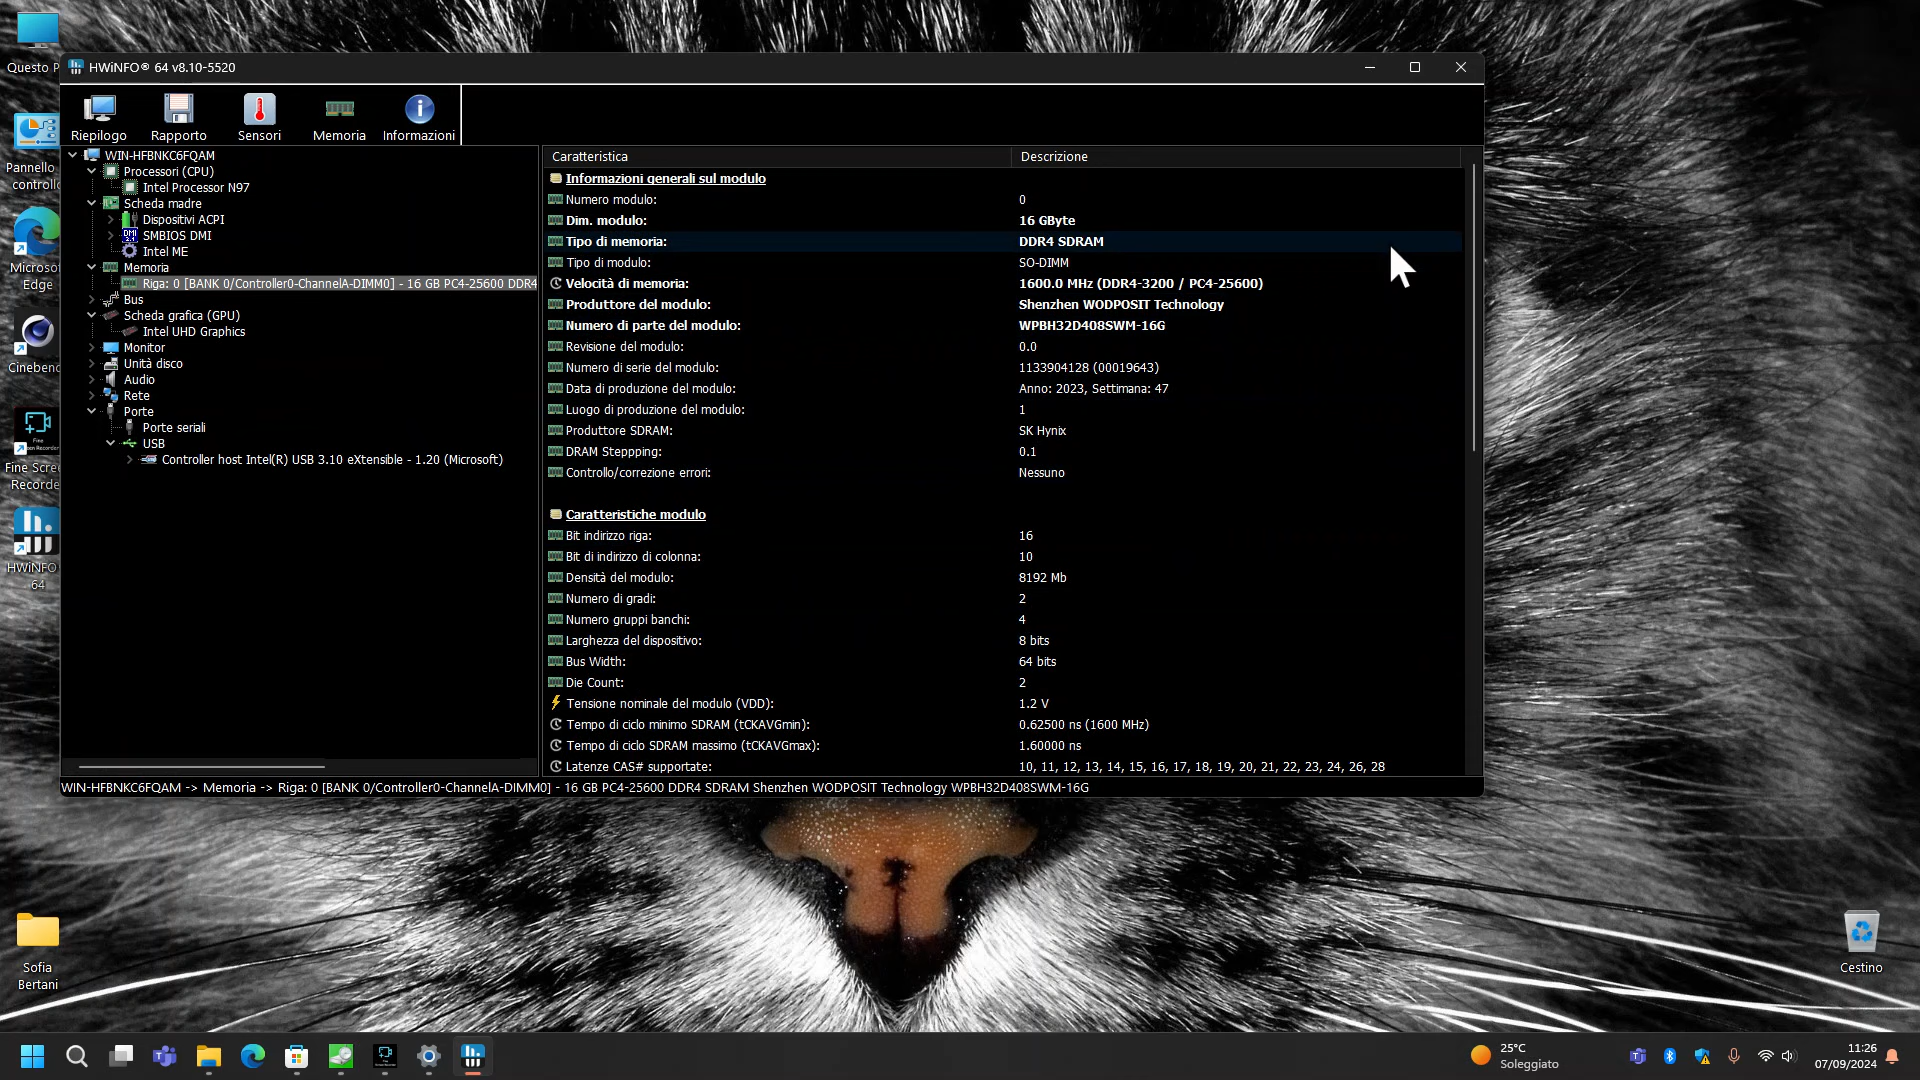 Questo P
HWiNFO® 64 v8.10-5520
Riepilogo
Rapporto
Sensori
Memoria
Informazioni
Pannello
controllo
Microsof
Edge
Cinebenc
Fine Scree
Recorde
HWiNFO
64
Sofia
Bertani
WIN-HFBNKC6FQAM
Processori (CPU)
Intel Processor N97
Scheda madre
Dispositivi ACPI
SMBIOS DMI
Intel ME
Memoria
Riga: 0 [BANK 0/Controller0-ChannelA-DIMM0] - 16 GB PC4-25600 DDR4
Bus
Scheda grafica (GPU)
Intel UHD Graphics
Monitor
Unità disco
Audio
Rete
Porte
Porte seriali
USB
Controller host Intel(R) USB 3.10 eXtensible - 1.20 (Microsoft)
Caratteristica Descrizione
Informazioni generali sul modulo
Numero modulo: 0
Dim. modulo: 16 GByte
Tipo di memoria: DDR4 SDRAM
Tipo di modulo: SO-DIMM
Velocità di memoria: 1600.0 MHz (DDR4-3200 / PC4-25600)
Produttore del modulo: Shenzhen WODPOSIT Technology
Numero di parte del modulo: WPBH32D408SWM-16G
Revisione del modulo: 0.0
Numero di serie del modulo: 1133904128 (00019643)
Data di produzione del modulo: Anno: 2023, Settimana: 47
Luogo di produzione del modulo: 1
Produttore SDRAM: SK Hynix
DRAM Steppping: 0.1
Controllo/correzione errori: Nessuno
Caratteristiche modulo
Bit indirizzo riga: 16
Bit di indirizzo di colonna: 10
Densità del modulo: 8192 Mb
Numero di gradi: 2
Numero gruppi banchi: 4
Larghezza del dispositivo: 8 bits
Bus Width: 64 bits
Die Count: 2
Tensione nominale del modulo (VDD): 1.2 V
Tempo di ciclo minimo SDRAM (tCKAVGmin): 0.62500 ns (1600 MHz)
Tempo di ciclo SDRAM massimo (tCKAVGmax): 1.60000 ns
Latenze CAS# supportate: 10, 11, 12, 13, 14, 15, 16, 17, 18, 19, 20, 21, 22, 23, 24, 26, 28
WIN-HFBNKC6FQAM -> Memoria -> Riga: 0 [BANK 0/Controller0-ChannelA-DIMM0] - 16 GB PC4-25600 DDR4 SDRAM Shenzhen WODPOSIT Technology WPBH32D408SWM-16G
Cestino
25°C
Soleggiato
11:26
07/09/2024